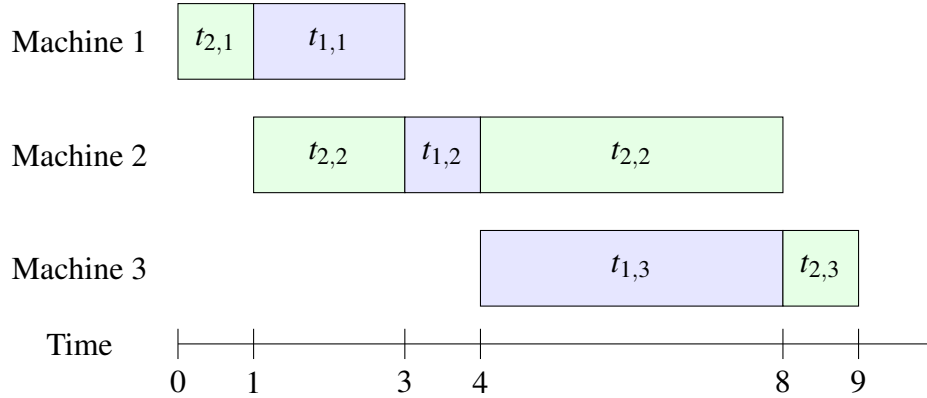 Machine 1 t2,1 t1,1
Machine 2 t2,2 t1,2 t2,2
Machine 3 t1,3 t2,3
Time
0 1 3 4 8 9